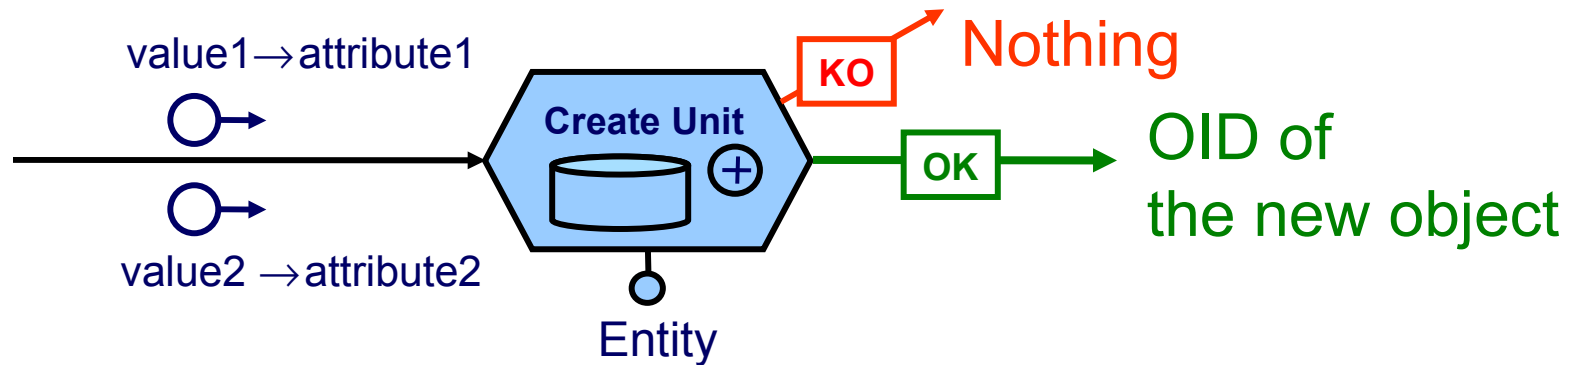 value1→attribute1
value2 →attribute2
Create Unit
+
Entity
KO
Nothing
OK
OID of
the new object